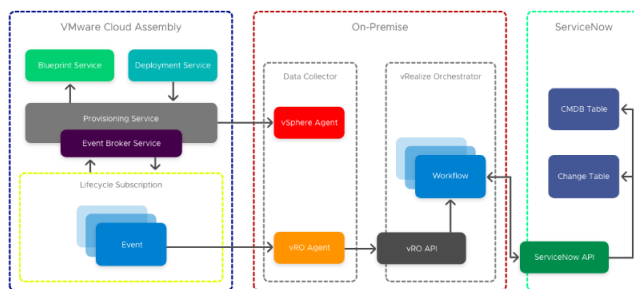 VMware Cloud Assembly
On-Premise
ServiceNow
Blueprint Service
Deployment Service
Data Collector
vRealize Orchestrator
Provisioning Service
Event Broker Service
vSphere Agent
CMDB Table
Lifecycle Subscription
Workflow
Change Table
Event
vRO Agent
vRO API
ServiceNow API